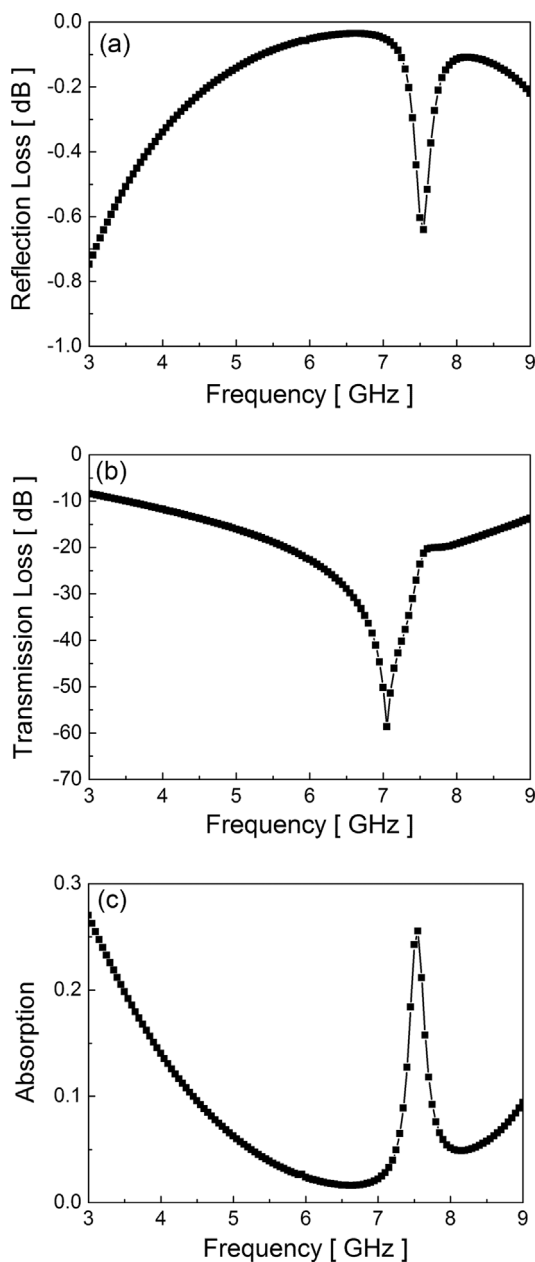 (a)
Reflection Loss [ dB ]
0.0
-0.2
-0.4
-0.6
-0.8
-1.0
3 4 5 6 7 8 9
Frequency [ GHz ]
(b)
Transmission Loss [ dB ]
0
-10
-20
-30
-40
-50
-60
-70
3 4 5 6 7 8 9
Frequency [ GHz ]
(c)
Absorption
0.3
0.2
0.1
0.0
3 4 5 6 7 8 9
Frequency [ GHz ]